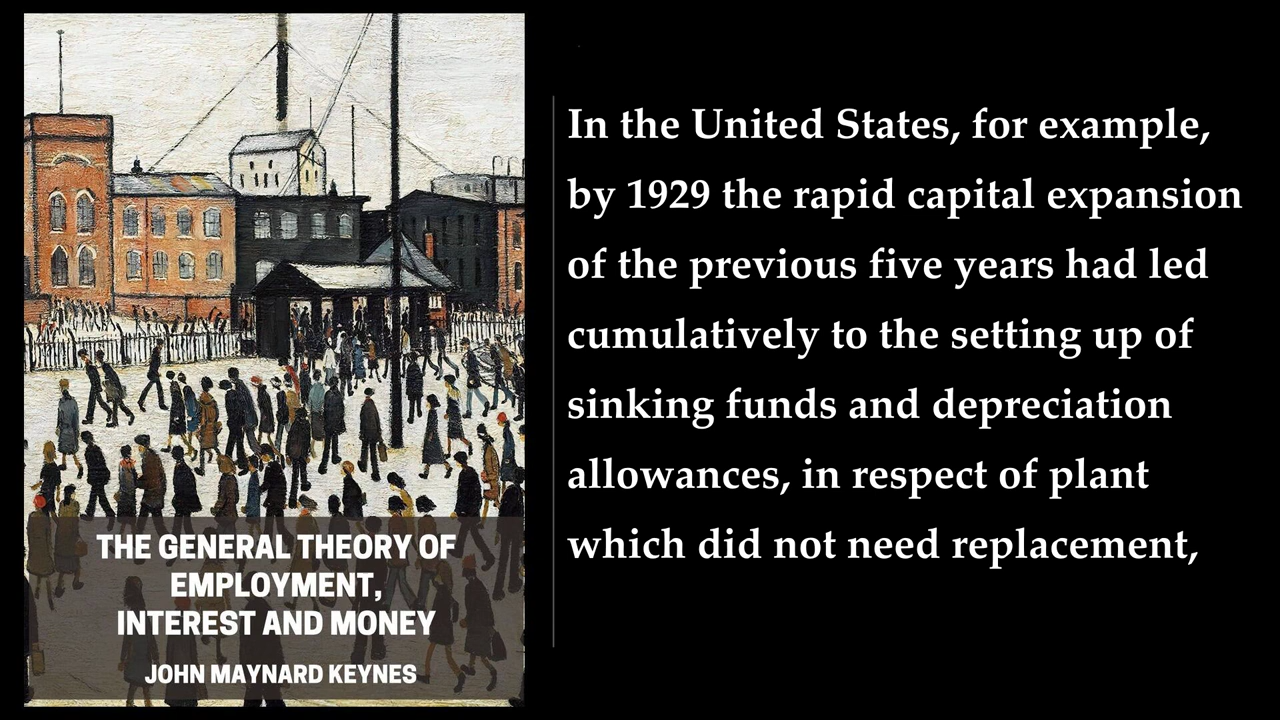 THE GENERAL THEORY OF
EMPLOYMENT,
INTEREST AND MONEY
JOHN MAYNARD KEYNES
In the United States, for example,
by 1929 the rapid capital expansion
of the previous five years had led
cumulatively to the setting up of
sinking funds and depreciation
allowances, in respect of plant
which did not need replacement,